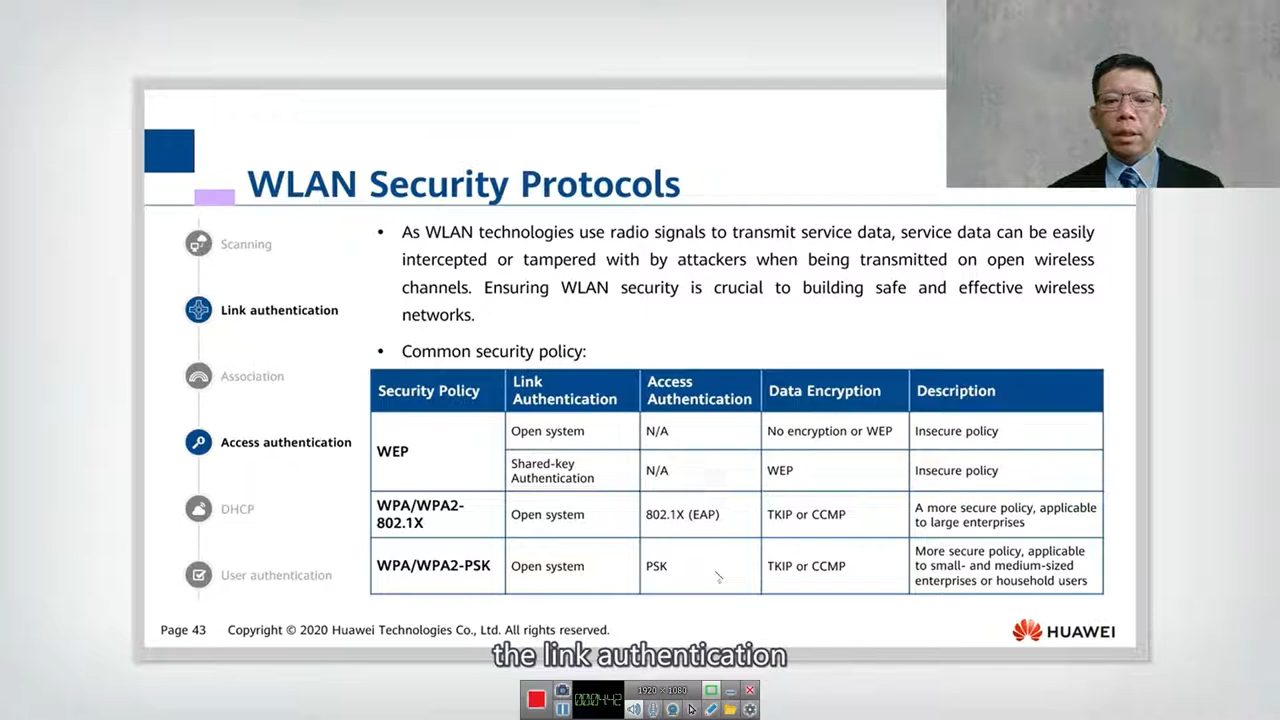 WLAN Security Protocols
Scanning
Link authentication
Association
Access authentication
DHCP
User authentication
• As WLAN technologies use radio signals to transmit service data, service data can be easily
intercepted or tampered with by attackers when being transmitted on open wireless
channels. Ensuring WLAN security is crucial to building safe and effective wireless
networks.
• Common security policy:
Security Policy
Link
Authentication
Access
Authentication
Data Encryption
Description
WEP
Open system
N/A
No encryption or WEP
Insecure policy
Shared-key
Authentication
N/A
WEP
Insecure policy
WPA/WPA2-
802.1X
Open system
802.1X (EAP)
TKIP or CCMP
A more secure policy, applicable
to large enterprises
WPA/WPA2-PSK
Open system
PSK
TKIP or CCMP
More secure policy, applicable
to small- and medium-sized
enterprises or household users
Page 43
Copyright © 2020 Huawei Technologies Co., Ltd. All rights reserved.
HUAWEI
the link authentication
1920 × 1080
00:04:42